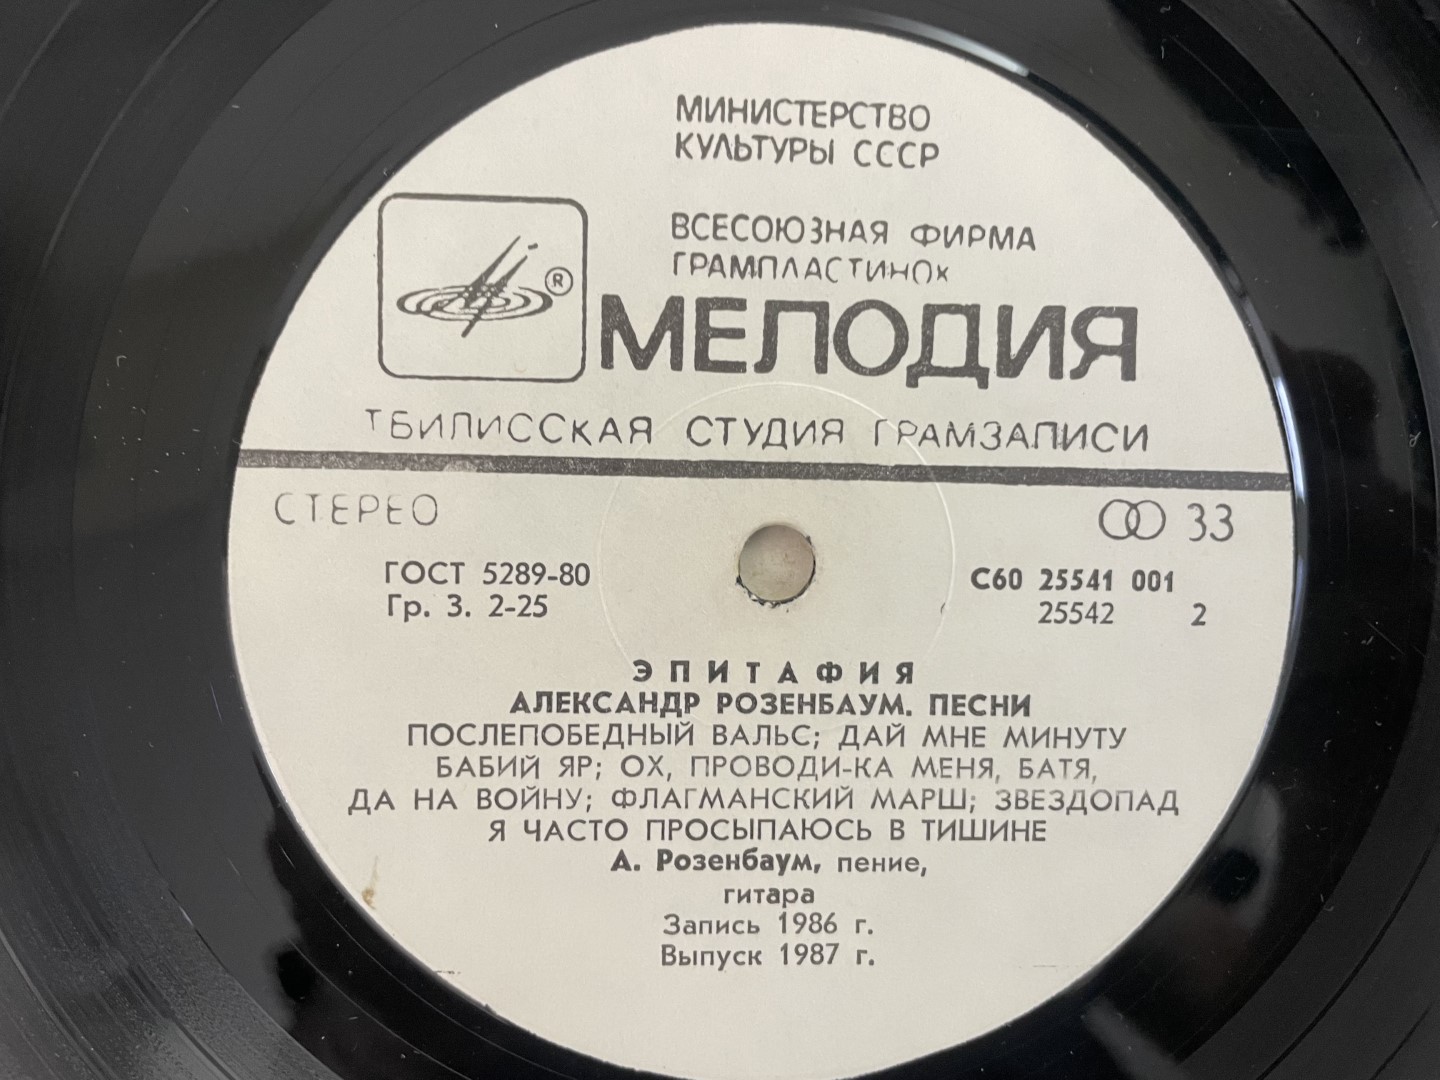 МИНИСТЕРСТВО
КУЛЬТУРЫ СССР
ВСЕСОЮЗНАЯ ФИРМА
ГРАМПЛАСТИНОК
®
МЕЛОДИЯ
ТБИЛИССКАЯ СТУДИЯ ГРАМЗАПИСИ
СТЕРЕО
33
ГОСТ 5289-80
Гр. 3. 2-25
С60 25541 001
25542 2
ЭПИТАФИЯ
АЛЕКСАНДР РОЗЕНБАУМ. ПЕСНИ
ПОСЛЕПОБЕДНЫЙ ВАЛЬС; ДАЙ МНЕ МИНУТУ
БАБИЙ ЯР; ОХ, ПРОВОДИ-КА МЕНЯ, БАТЯ,
ДА НА ВОЙНУ; ФЛАГМАНСКИЙ МАРШ; ЗВЕЗДОПАД
Я ЧАСТО ПРОСЫПАЮСЬ В ТИШИНЕ
А. Розенбаум, пение,
гитара
Запись 1986 г.
Выпуск 1987 г.